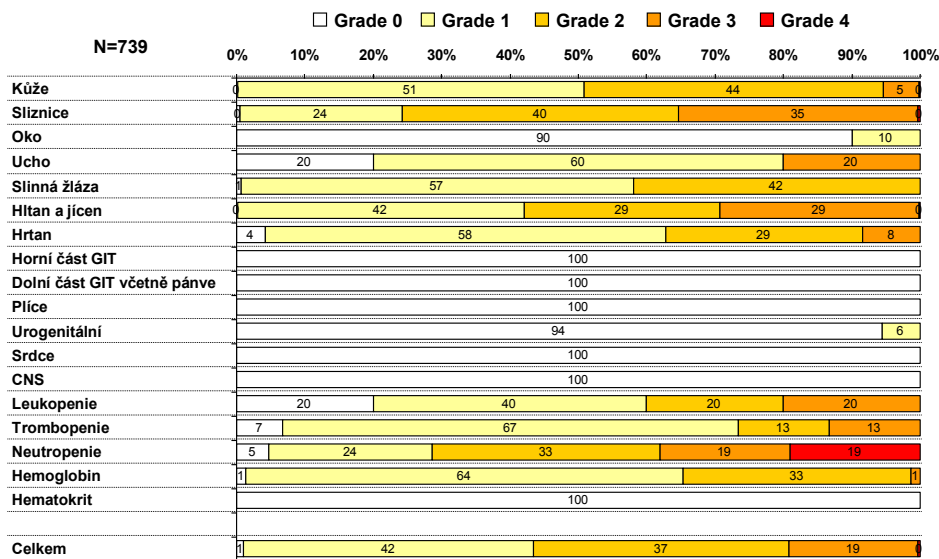 Grade 0 Grade 1 Grade 2 Grade 3 Grade 4
N=739
0% 10% 20% 30% 40% 50% 60% 70% 80% 90% 100%
Kůže 0 51 44 5 0
Sliznice 0 24 40 35 0
Oko 90 10
Ucho 20 60 20
Slinná žláza 1 57 42
Hltan a jícen 0 42 29 29 0
Hrtan 4 58 29 8
Horní část GIT 100
Dolní část GIT včetně pánve 100
Plíce 100
Urogenitální 94 6
Srdce 100
CNS 100
Leukopenie 20 40 20 20
Trombopenie 7 67 13 13
Neutropenie 5 24 33 19 19
Hemoglobin 1 64 33 1
Hematokrit 100
Celkem 1 42 37 19 0